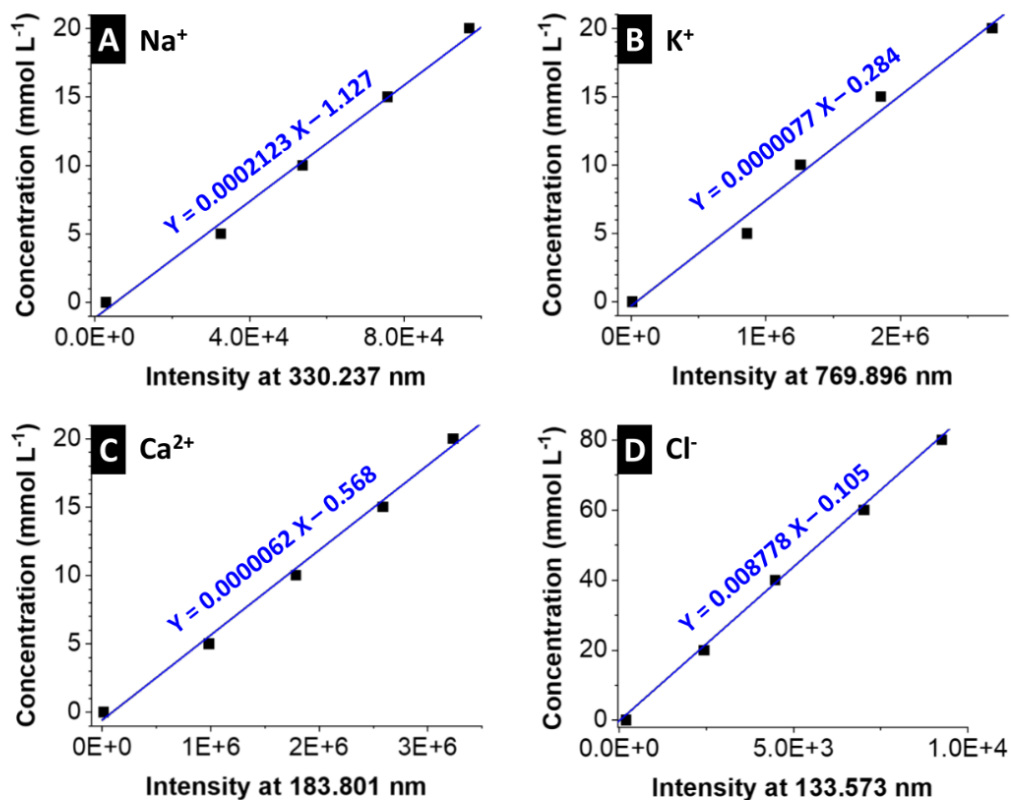 A Na⁺
Concentration (mmol L⁻¹)
20
15
10
5
0
Y = 0.0002123 X – 1.127
0.0E+0 4.0E+4 8.0E+4
Intensity at 330.237 nm
B K⁺
Concentration (mmol L⁻¹)
20
15
10
5
0
Y = 0.0000077 X – 0.284
0E+0 1E+6 2E+6
Intensity at 769.896 nm
C Ca²⁺
Concentration (mmol L⁻¹)
20
15
10
5
0
Y = 0.0000062 X – 0.568
0E+0 1E+6 2E+6 3E+6
Intensity at 183.801 nm
D Cl⁻
Concentration (mmol L⁻¹)
80
60
40
20
0
Y = 0.008778 X – 0.105
0.0E+0 5.0E+3 1.0E+4
Intensity at 133.573 nm